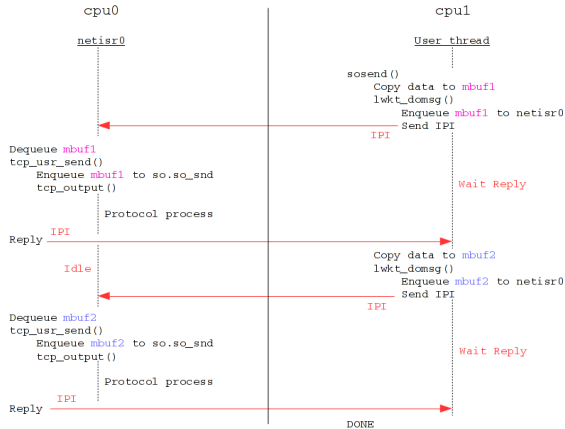 cpu0
cpu1
netisr0
User thread
sosend()
Copy data to mbuf1
lwkt_domsg()
Enqueue mbuf1 to netisr0
Send IPI
IPI
Dequeue mbuf1
tcp_usr_send()
Enqueue mbuf1 to so.so_snd
tcp_output()
Wait Reply
Protocol process
IPI
Reply
Copy data to mbuf2
Idle
lwkt_domsg()
Enqueue mbuf2 to netisr0
Send IPI
IPI
Dequeue mbuf2
tcp_usr_send()
Enqueue mbuf2 to so.so_snd
tcp_output()
Wait Reply
Protocol process
IPI
Reply
DONE